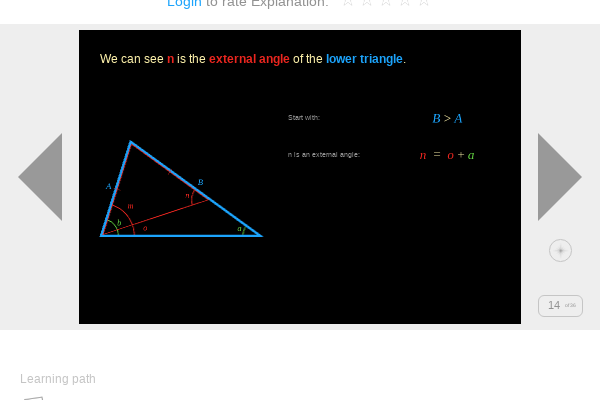 Login to rate Explanation:
We can see n is the external angle of the lower triangle.
Start with: B > A
n is an external angle: n = o + a
A
B
m
n
b
o
a
14 of 26
Learning path